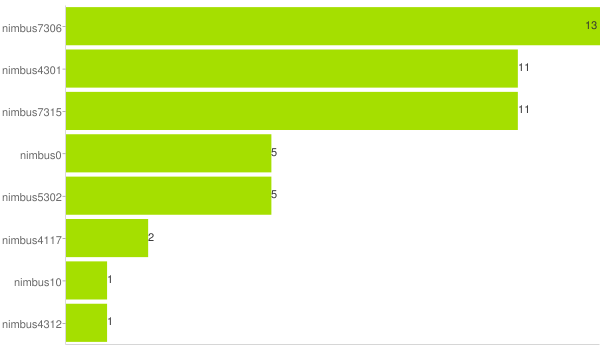 nimbus7306 13
nimbus4301 11
nimbus7315 11
nimbus0 5
nimbus5302 5
nimbus4117 2
nimbus10 1
nimbus4312 1